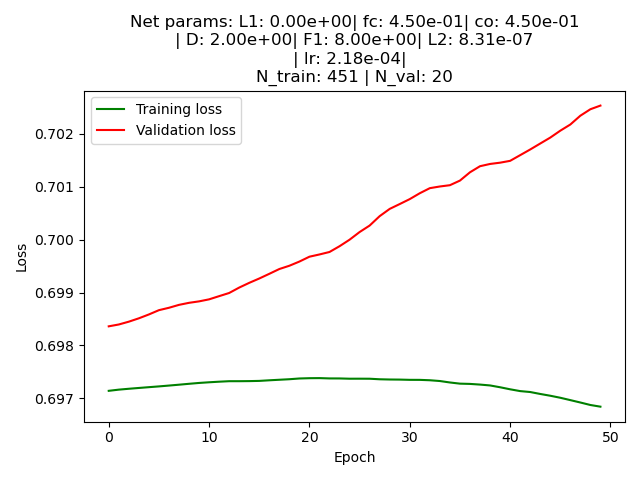 Net params: L1: 0.00e+00| fc: 4.50e-01| co: 4.50e-01
| D: 2.00e+00| F1: 8.00e+00| L2: 8.31e-07
| lr: 2.18e-04|
N_train: 451 | N_val: 20
Training loss
Validation loss
0.702
0.701
0.700
0.699
0.698
0.697
Loss
0 10 20 30 40 50
Epoch